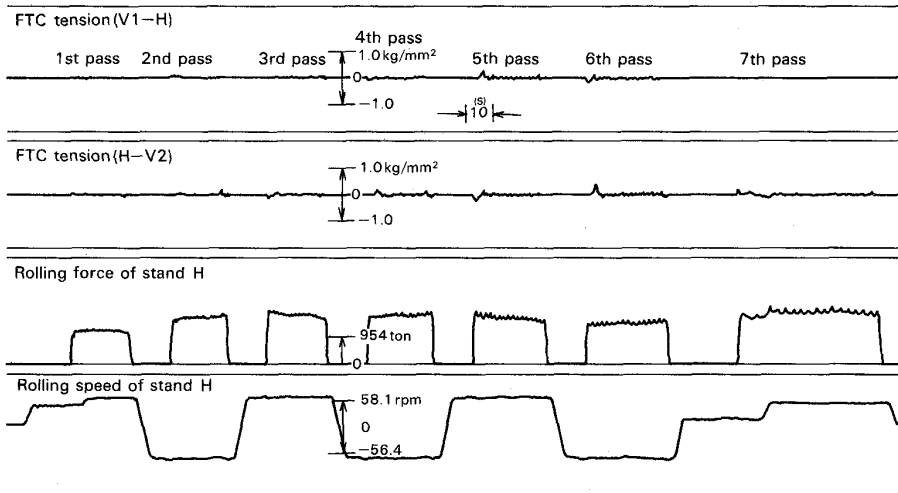 FTC tension (V1−H)
4th pass
1st pass 2nd pass 3rd pass 1.0 kg/mm² 5th pass 6th pass 7th pass
0
−1.0
(S)
10
FTC tension (H−V2)
1.0 kg/mm²
0
−1.0
Rolling force of stand H
954 ton
0
Rolling speed of stand H
58.1 rpm
0
−56.4